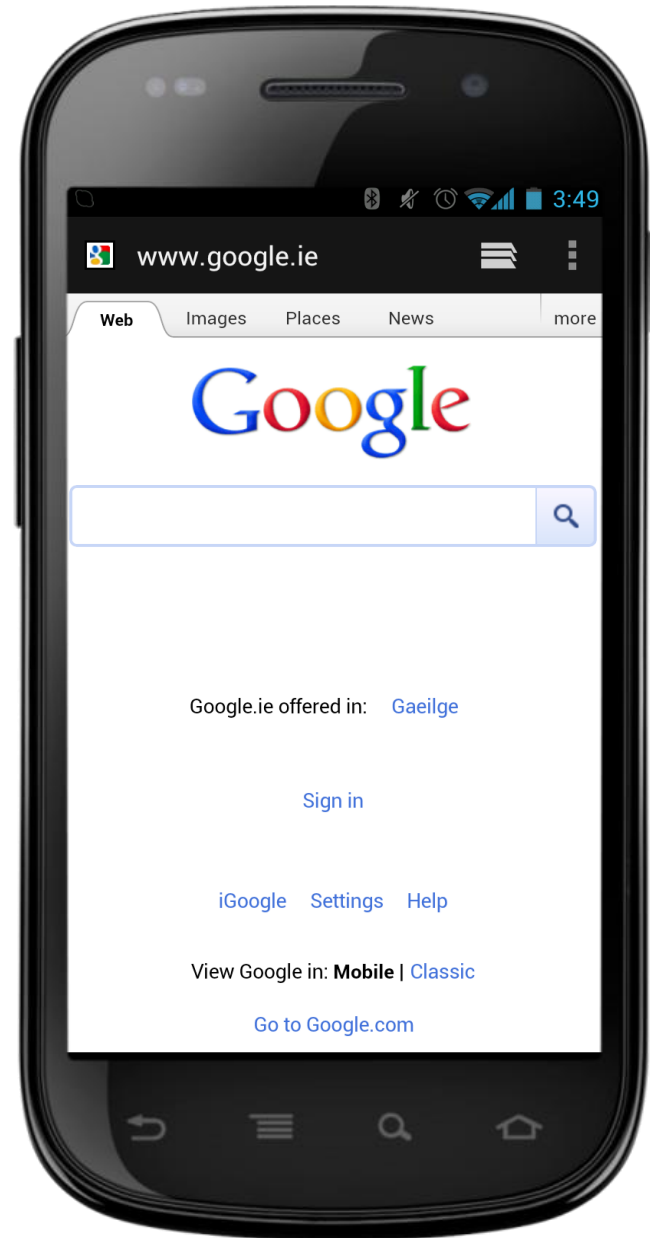 3:49
www.google.ie
Web Images Places News more
Google
Google.ie offered in: Gaeilge
Sign in
iGoogle Settings Help
View Google in: Mobile | Classic
Go to Google.com